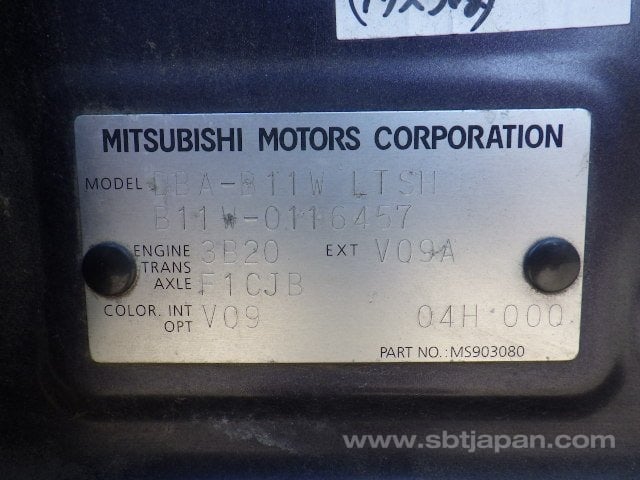 MITSUBISHI MOTORS CORPORATION
MODEL DBA-B11W LTSH
B11W-0116457
ENGINE 3B20 EXT V09A
TRANS
AXLE F1CJB
COLOR. INT V09 04H 000
OPT
PART NO.: MS903080
www.sbtjapan.com